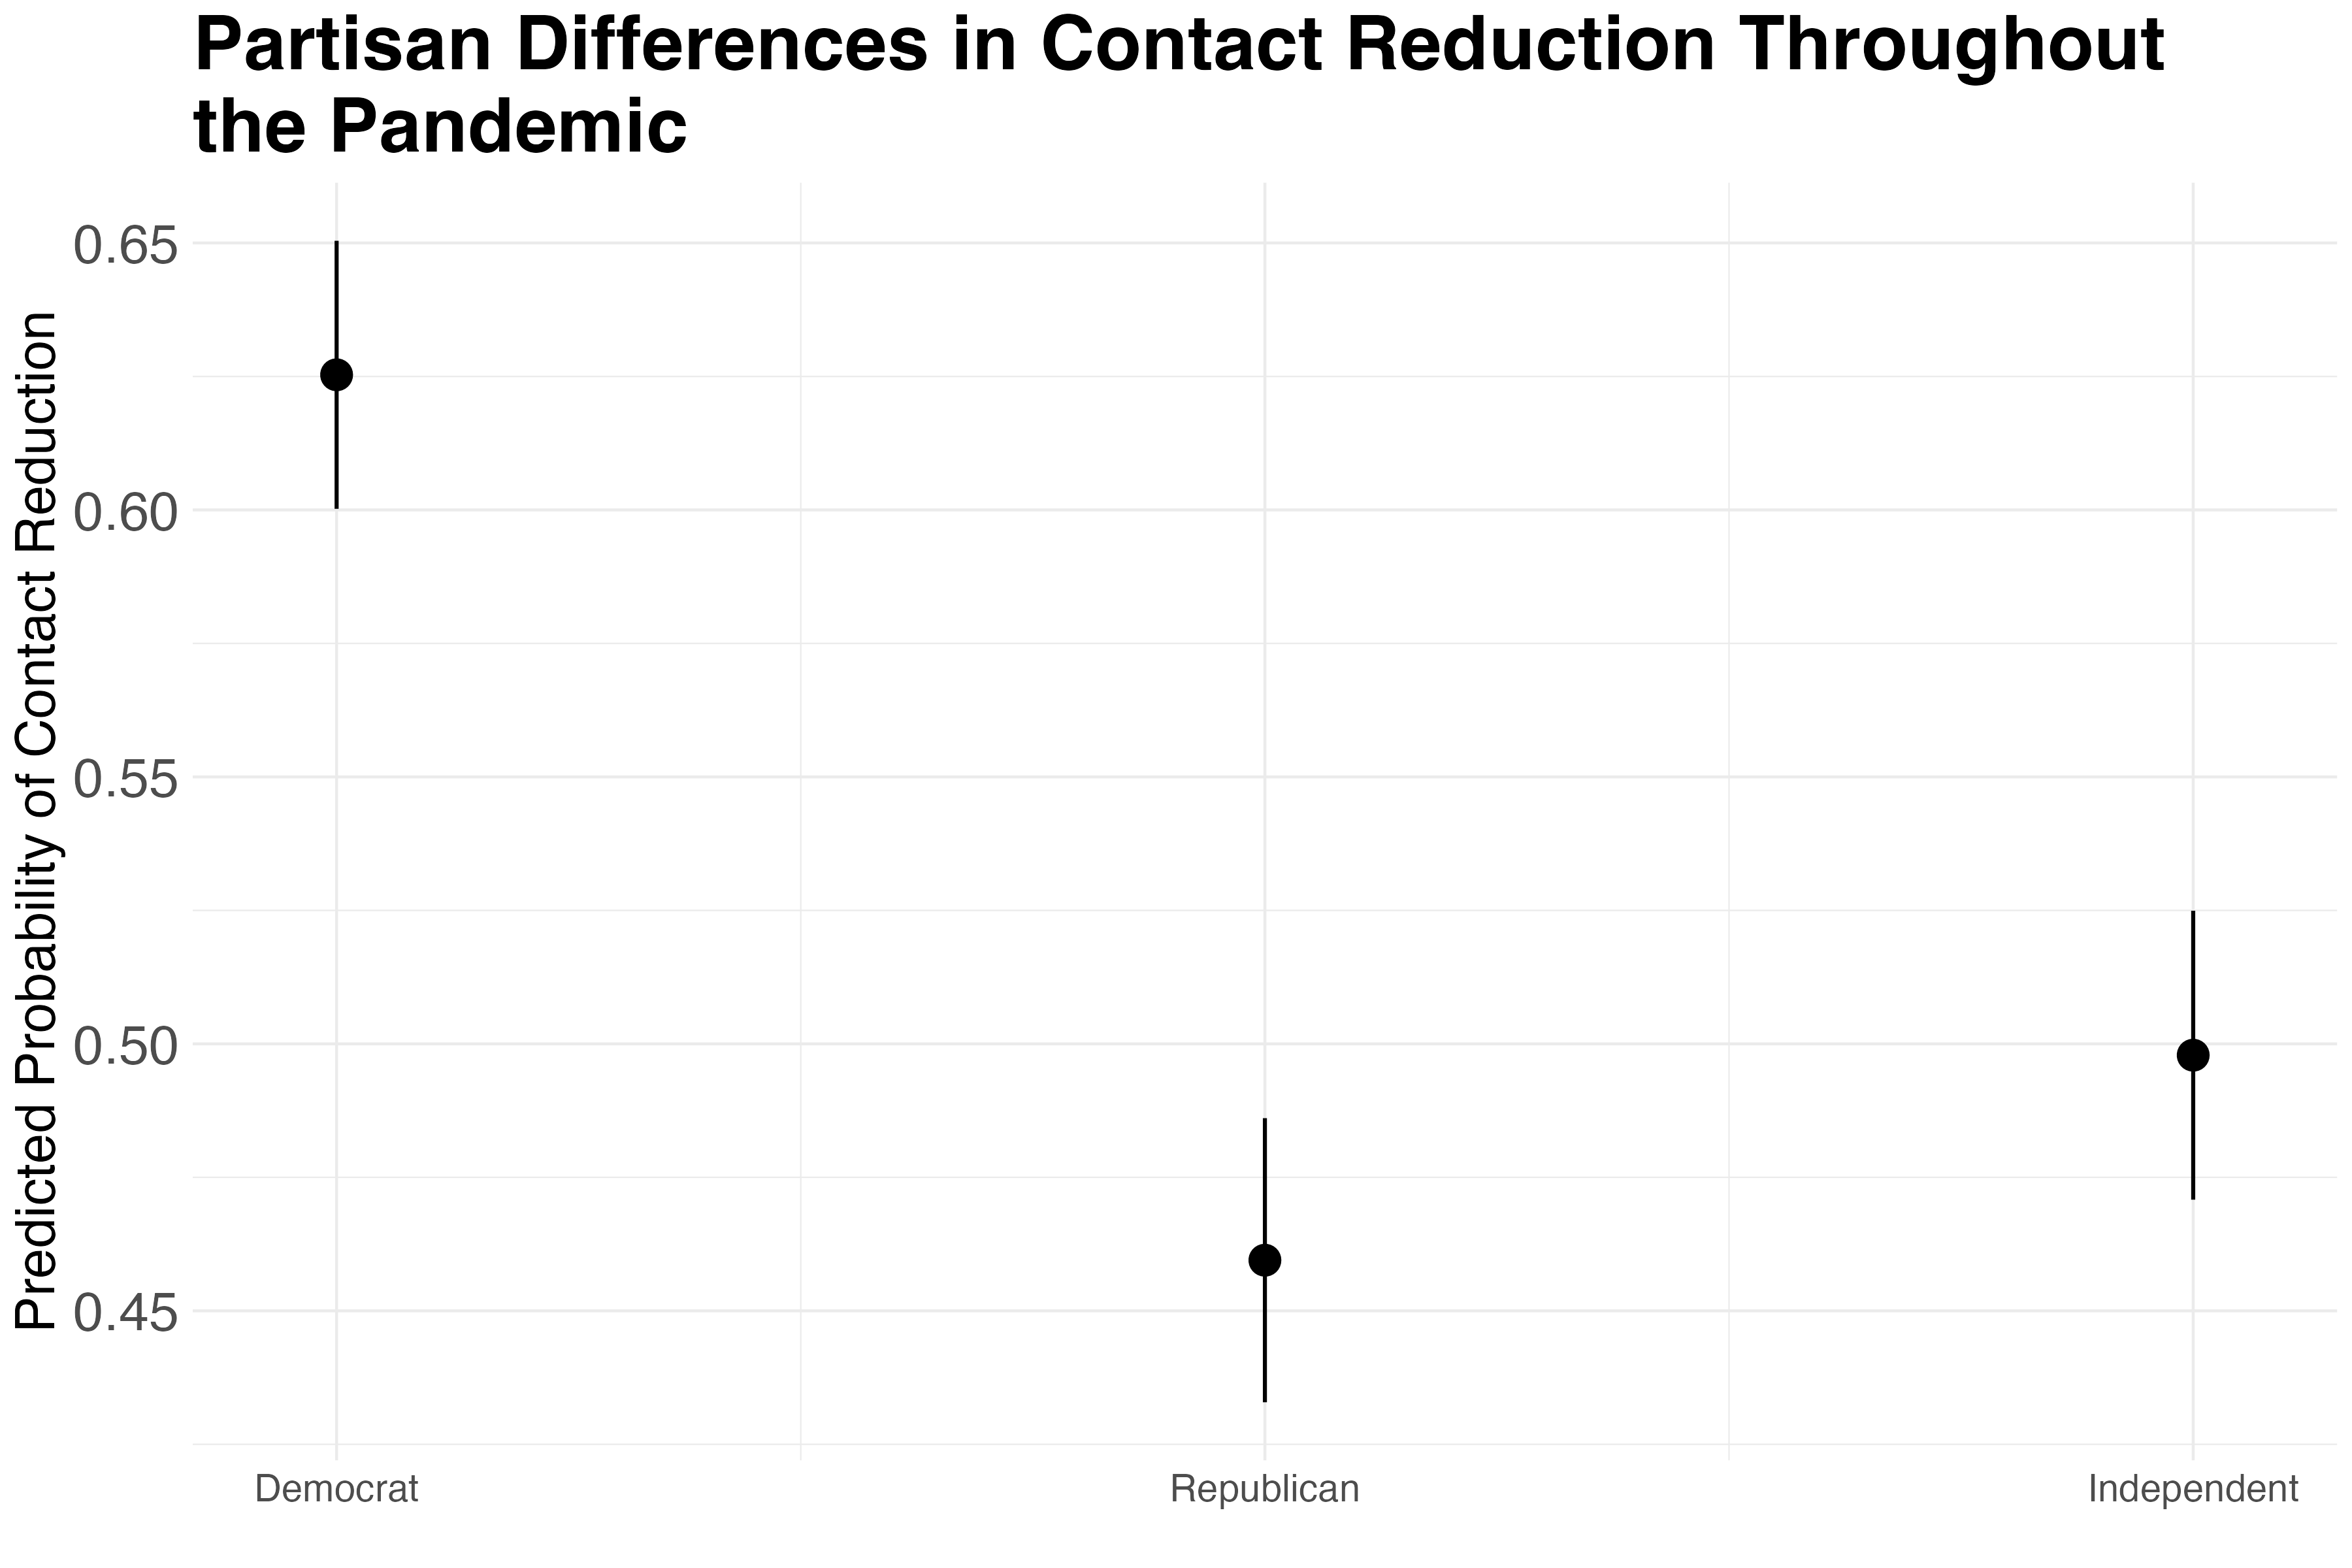 Partisan Differences in Contact Reduction Throughout
the Pandemic
Predicted Probability of Contact Reduction
0.65
0.60
0.55
0.50
0.45
Democrat
Republican
Independent